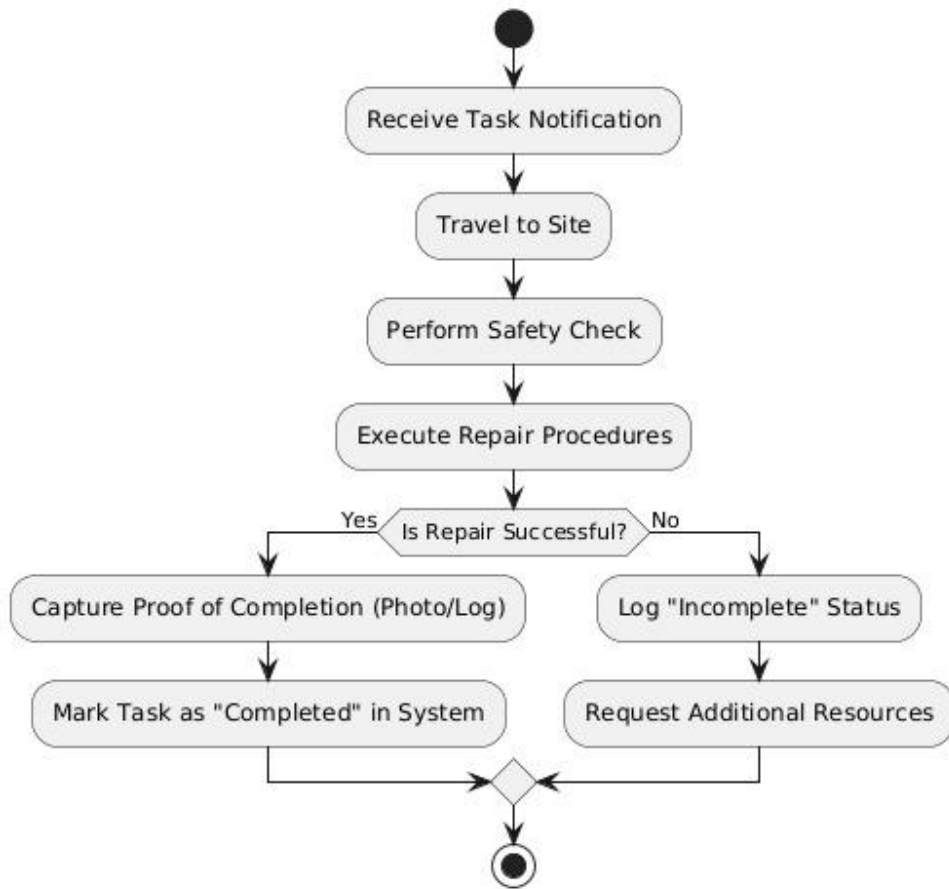 Receive Task Notification
Travel to Site
Perform Safety Check
Execute Repair Procedures
Yes
Is Repair Successful?
No
Capture Proof of Completion (Photo/Log)
Log "Incomplete" Status
Mark Task as "Completed" in System
Request Additional Resources